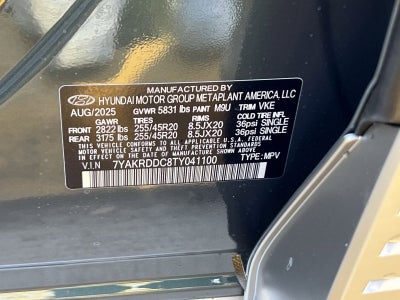 MANUFACTURED BY
HYUNDAI MOTOR GROUP METAPLANT AMERICA, LLC
AUG/2025 GVWR 5831 lbs PAINT M9U TRIM VKE
GAWR TIRES RIMS COLD TIRE INFL
FRONT 2822 lbs 255/45R20 8.5JX20 36psi SINGLE
REAR 3175 lbs 255/45R20 8.5JX20 36psi SINGLE
THIS VEHICLE CONFORMS TO ALL APPLICABLE U.S.A. FEDERAL
MOTOR VEHICLE SAFETY AND THEFT PREVENTION STANDARDS
IN EFFECT ON THE DATE OF MANUFACTURE SHOWN ABOVE.
V.I.N 7YAKRDDC8TY041100 TYPE: MPV